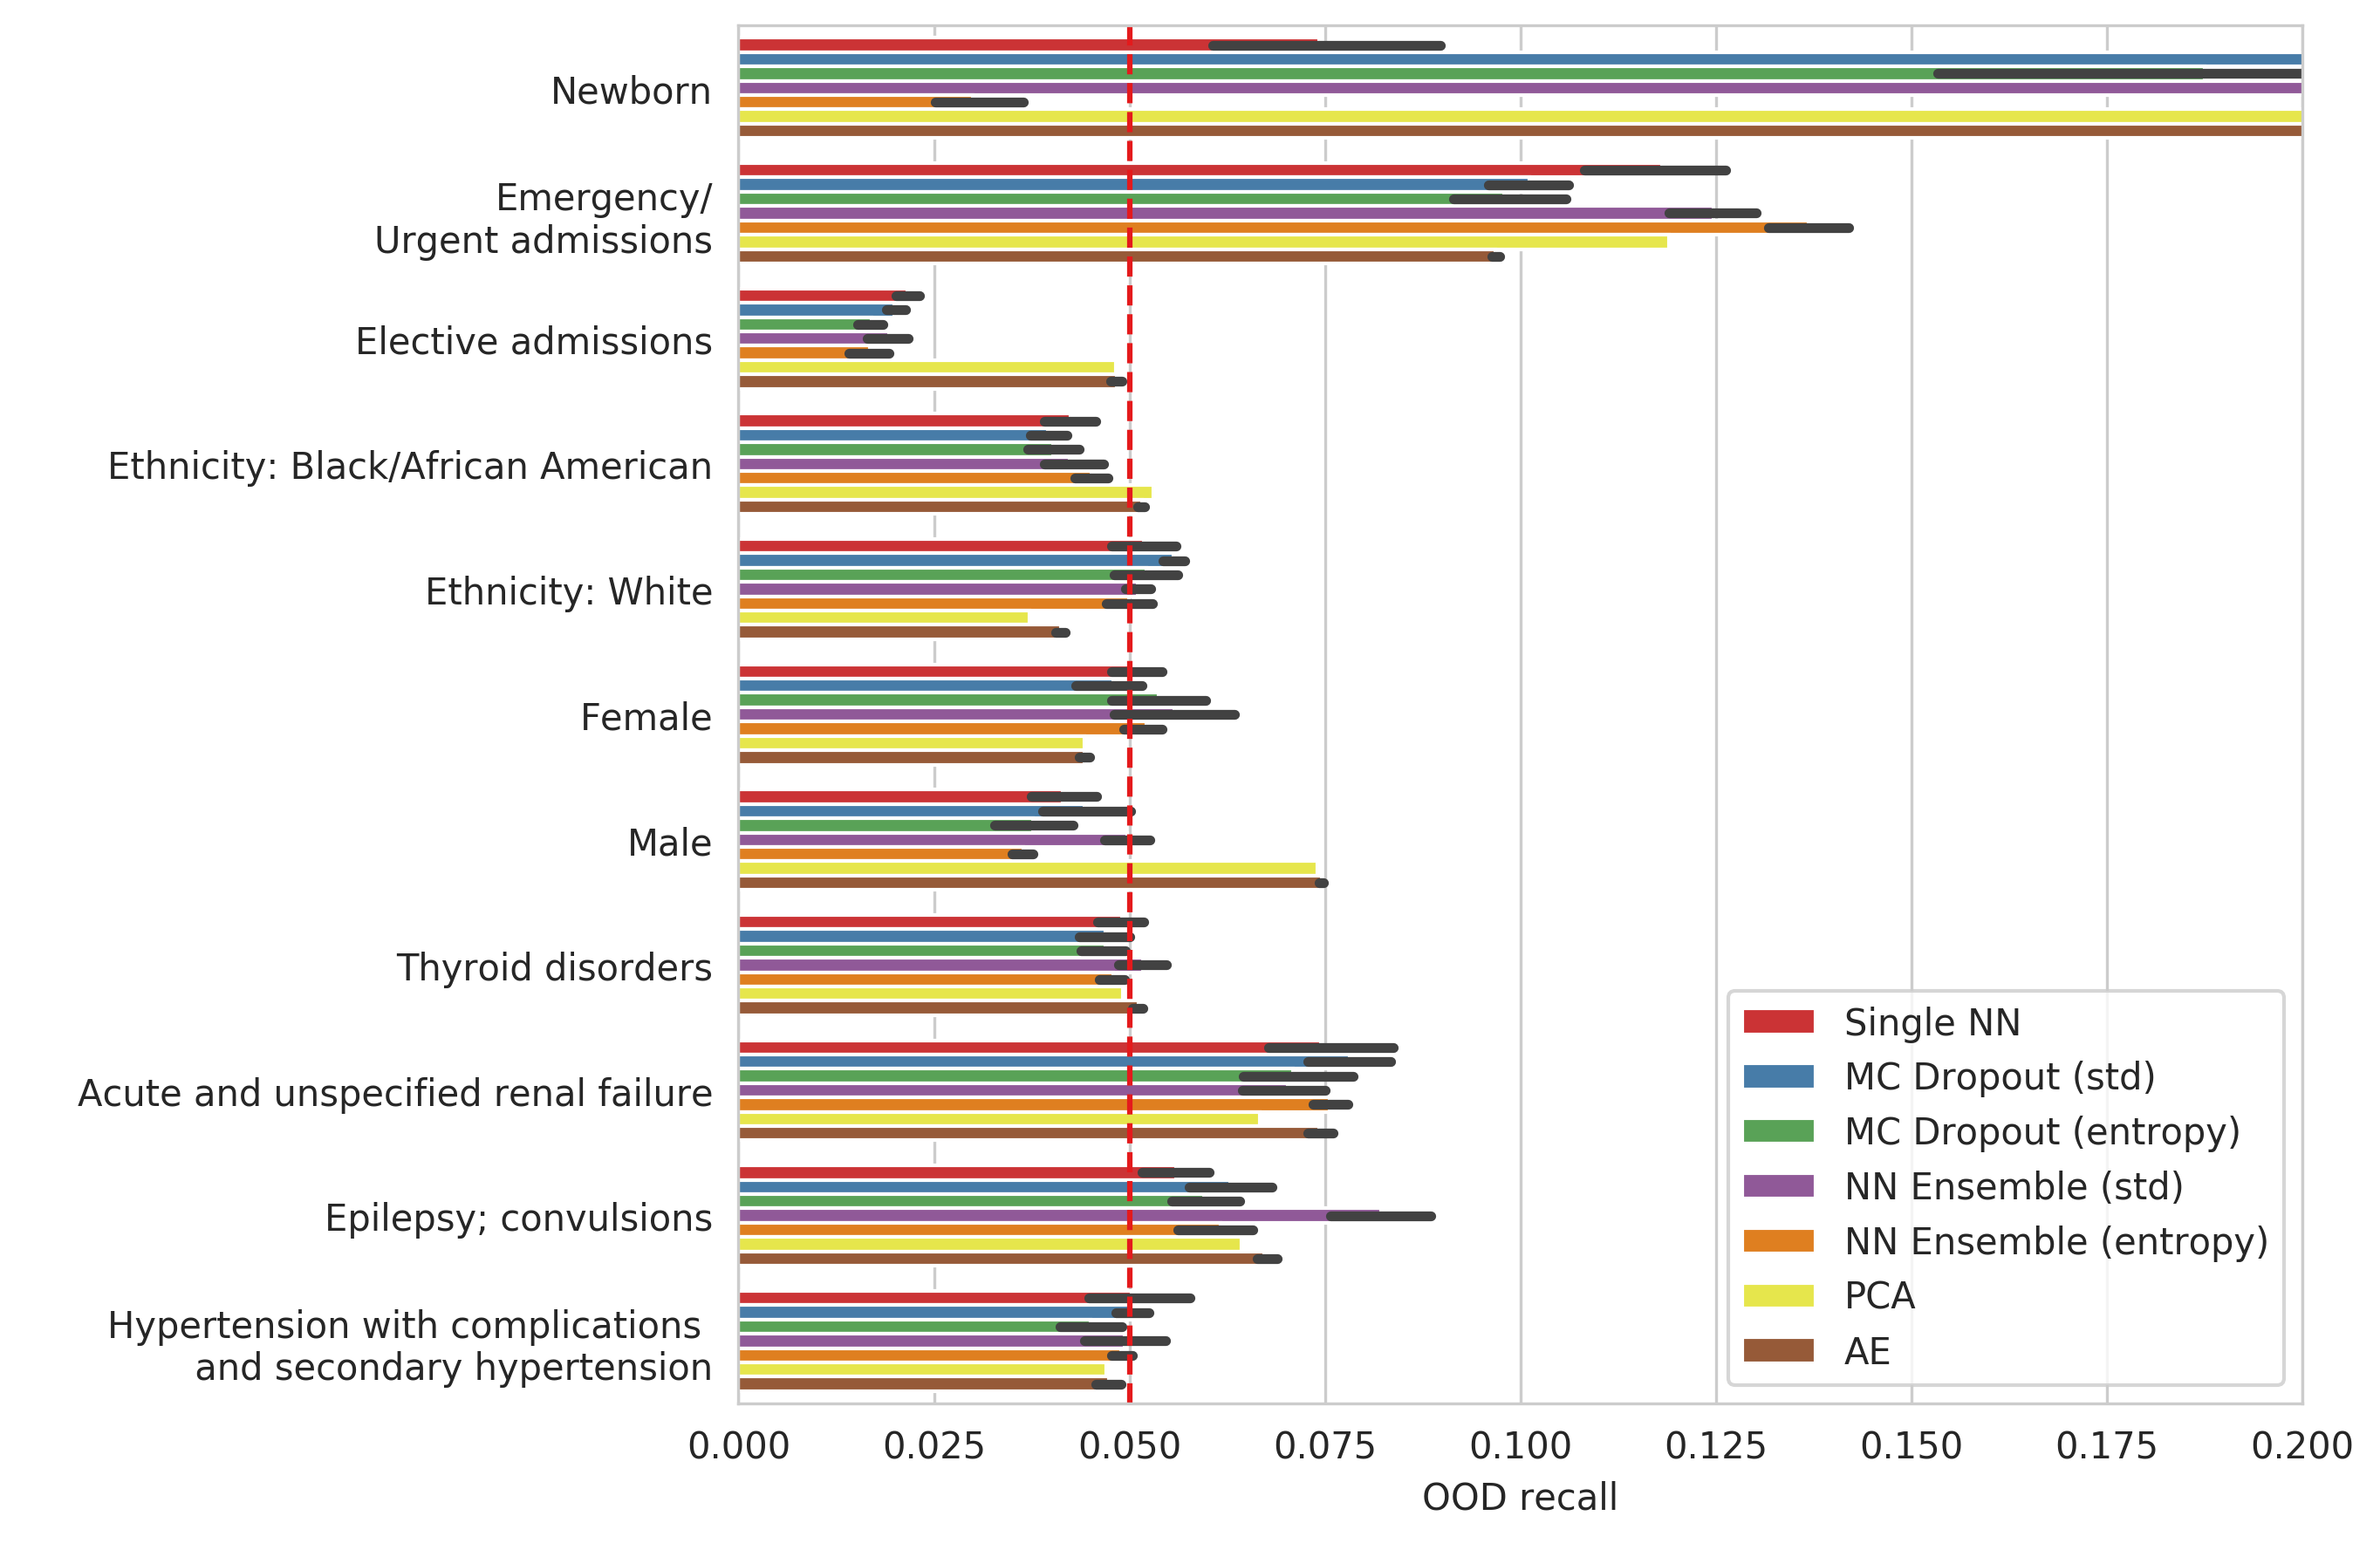 Newborn
Emergency/
Urgent admissions
Elective admissions
Ethnicity: Black/African American
Ethnicity: White
Female
Male
Thyroid disorders
Acute and unspecified renal failure
Epilepsy; convulsions
Hypertension with complications
and secondary hypertension
Single NN
MC Dropout (std)
MC Dropout (entropy)
NN Ensemble (std)
NN Ensemble (entropy)
PCA
AE
0.000 0.025 0.050 0.075 0.100 0.125 0.150 0.175 0.200
OOD recall